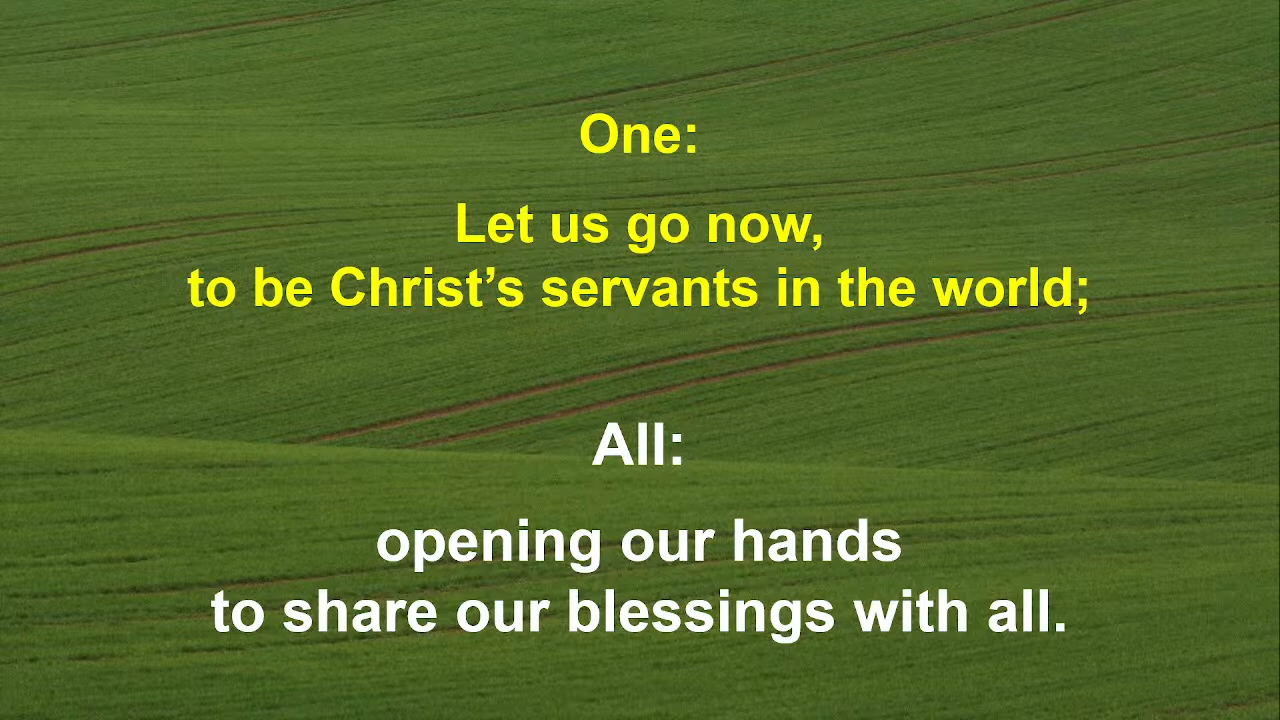 One:
Let us go now,
to be Christ’s servants in the world;
All:
opening our hands
to share our blessings with all.